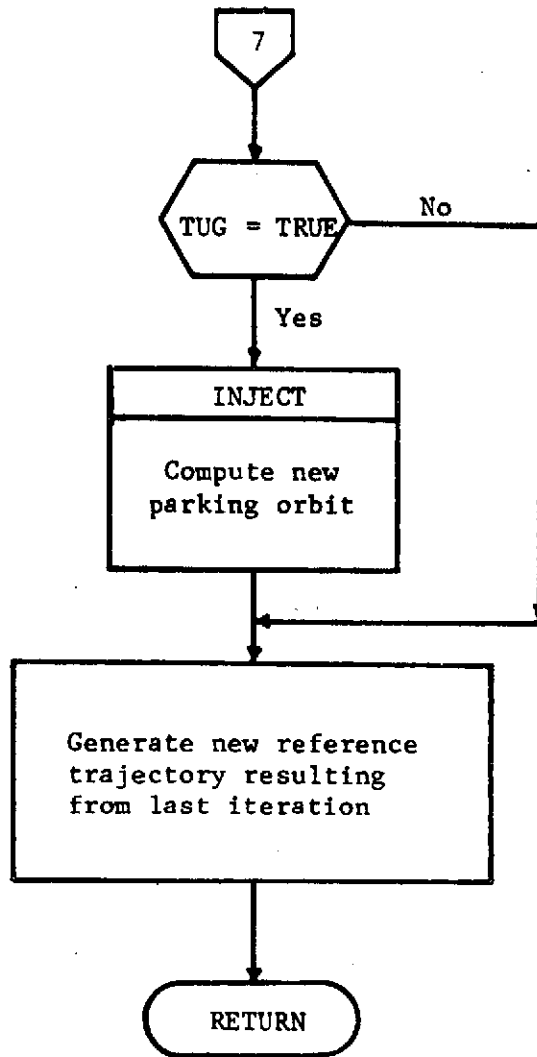 7
TUG = TRUE
No
Yes
INJECT
Compute new
parking orbit
Generate new reference
trajectory resulting
from last iteration
RETURN